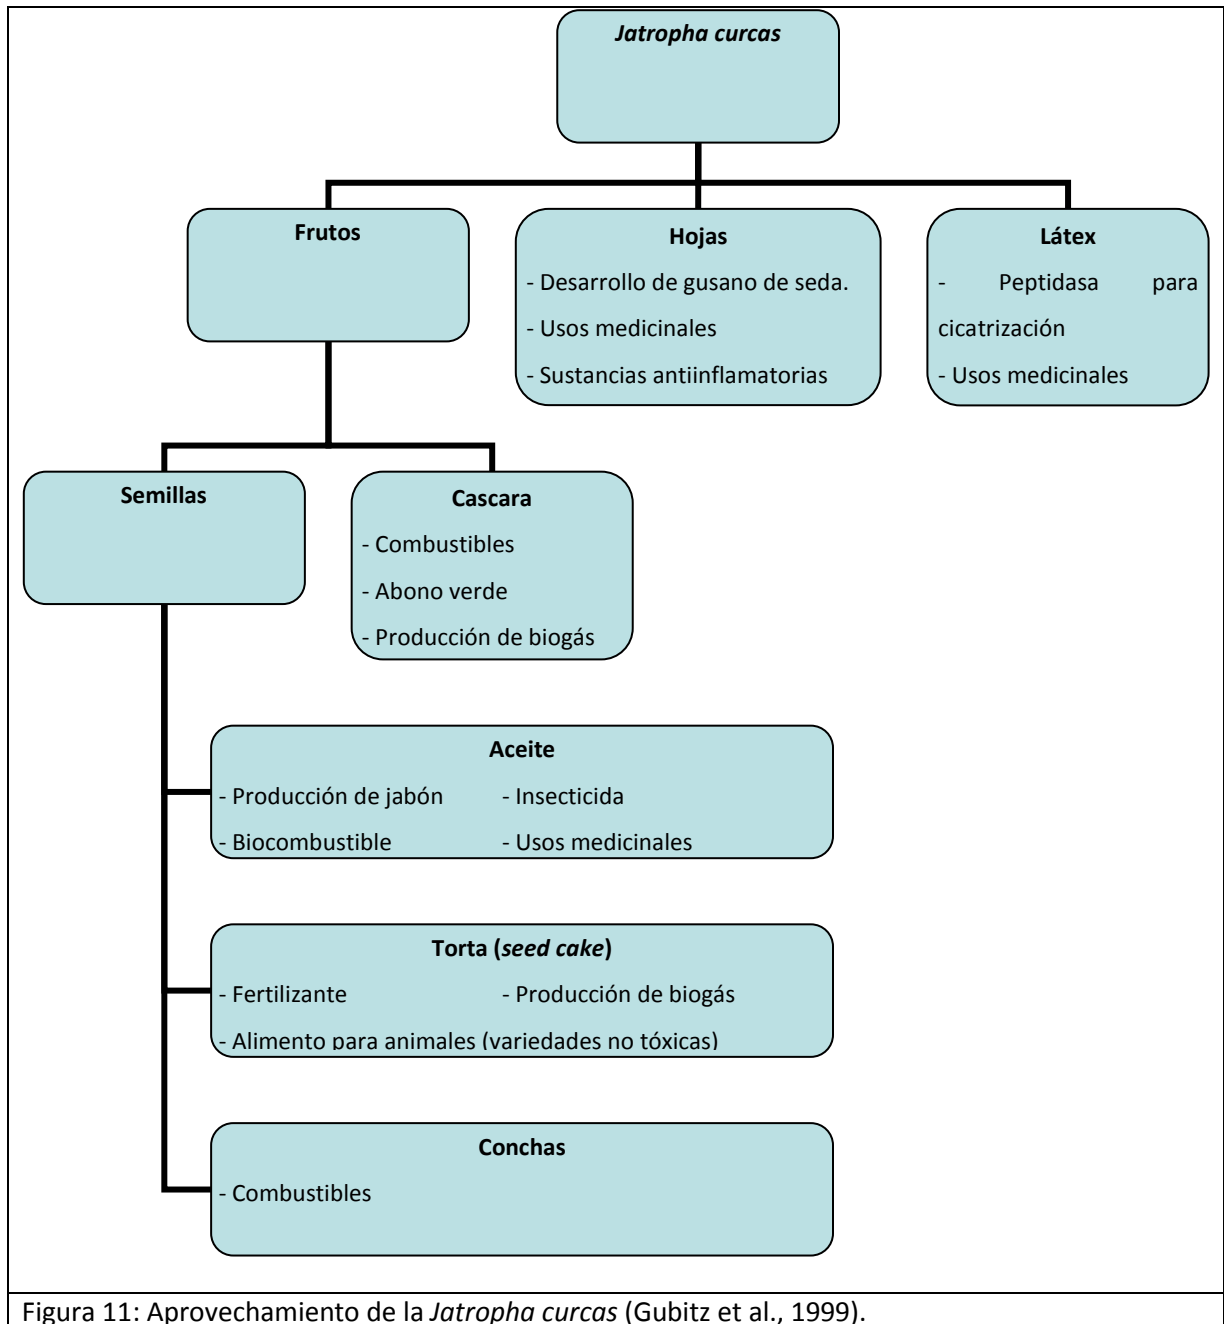 Jatropha curcas
Frutos
Hojas
- Desarrollo de gusano de seda.
- Usos medicinales
- Sustancias antiinflamatorias
Látex
- Peptidasa para
cicatrización
- Usos medicinales
Semillas
Cascara
- Combustibles
- Abono verde
- Producción de biogás
Aceite
- Producción de jabón - Insecticida
- Biocombustible - Usos medicinales
Torta (seed cake)
- Fertilizante - Producción de biogás
- Alimento para animales (variedades no tóxicas)
Conchas
- Combustibles
Figura 11: Aprovechamiento de la Jatropha curcas (Gubitz et al., 1999).